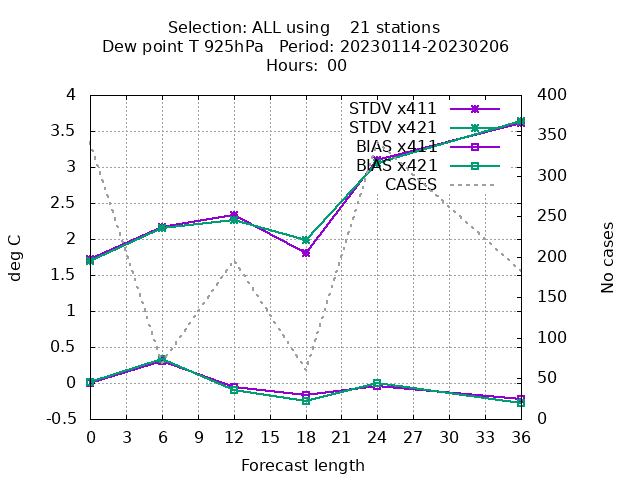 Selection: ALL using    21 stations
Dew point T 925hPa   Period: 20230114-20230206
Hours:  00
STDV x411
STDV x421
BIAS x411
BIAS x421
CASES
4
3.5
3
2.5
2
1.5
1
0.5
0
-0.5
400
350
300
250
200
150
100
50
0
deg C
No cases
0 3 6 9 12 15 18 21 24 27 30 33 36
Forecast length